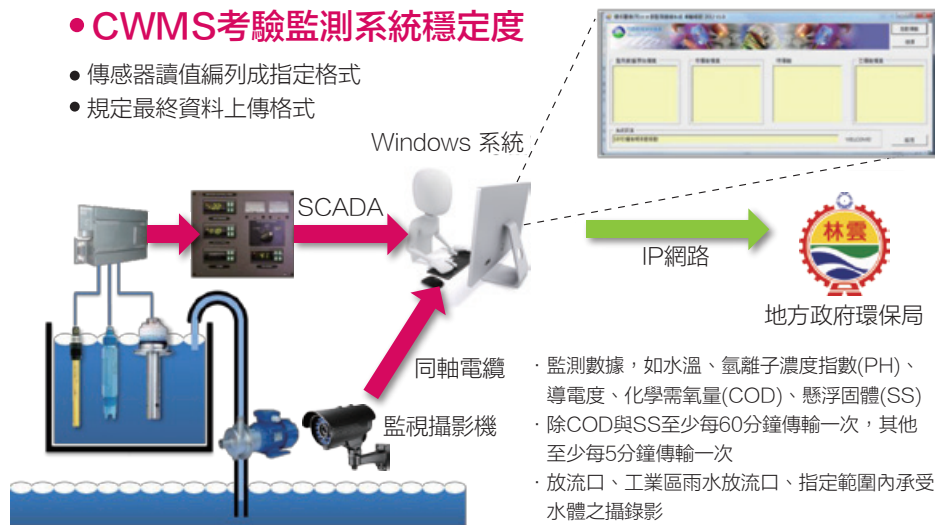 •CWMS考驗監測系統穩定度
•傳感器讀值編列成指定格式
•規定最終資料上傳格式
Windows 系統
SCADA
IP網路
林雲
地方政府環保局
同軸電纜
監視攝影機
·監測數據，如水溫、氫離子濃度指數(PH)、
導電度、化學需氧量(COD)、懸浮固體(SS)
·除COD與SS至少每60分鐘傳輸一次，其他
至少每5分鐘傳輸一次
·放流口、工業區雨水放流口、指定範圍內承受
水體之攝錄影